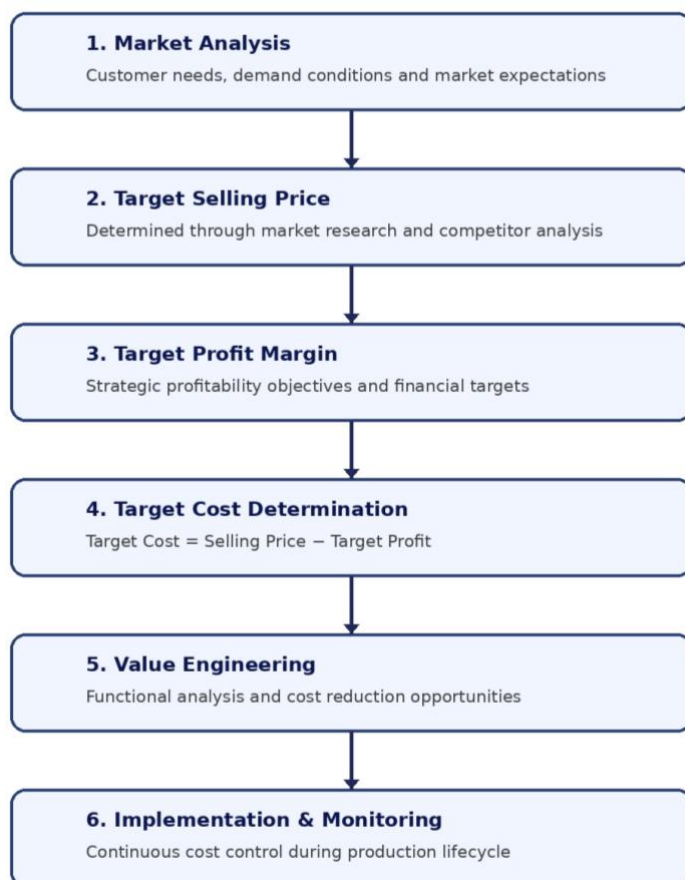 1. Market Analysis
Customer needs, demand conditions and market expectations
2. Target Selling Price
Determined through market research and competitor analysis
3. Target Profit Margin
Strategic profitability objectives and financial targets
4. Target Cost Determination
Target Cost = Selling Price − Target Profit
5. Value Engineering
Functional analysis and cost reduction opportunities
6. Implementation & Monitoring
Continuous cost control during production lifecycle